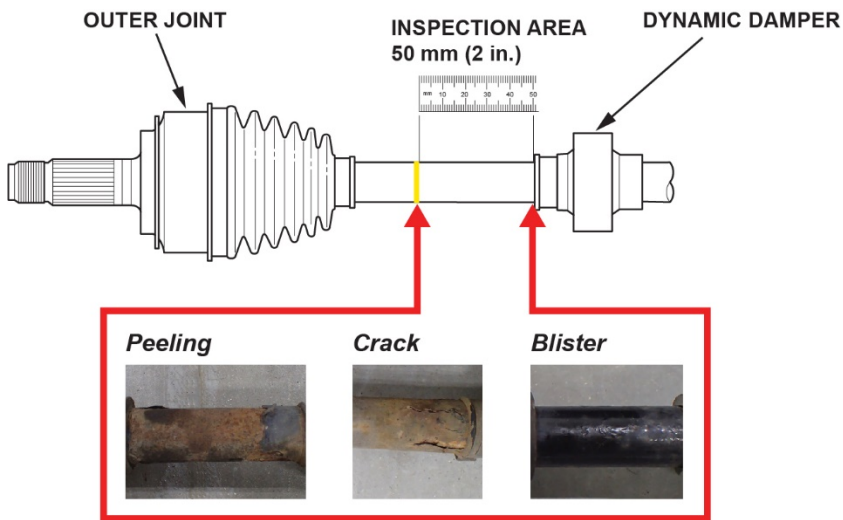 OUTER JOINT
INSPECTION AREA
50 mm (2 in.)
DYNAMIC DAMPER
mm 10 20 30 40 50
Peeling
Crack
Blister